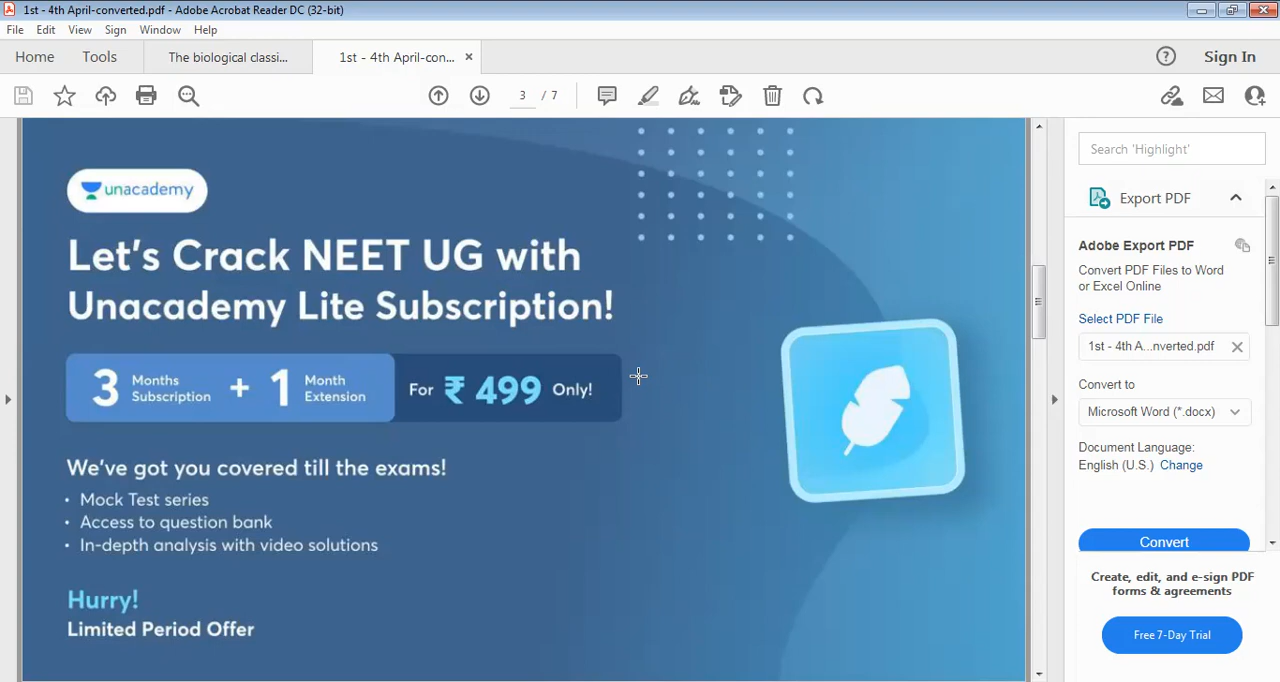 1st - 4th April-converted.pdf - Adobe Acrobat Reader DC (32-bit)
File Edit View Sign Window Help
Home Tools The biological classi... 1st - 4th April-con... × ? Sign In
3 / 7
Search 'Highlight'
unacademy
Let's Crack NEET UG with
Unacademy Lite Subscription!
3 Months Subscription + 1 Month Extension For ₹ 499 Only!
We've got you covered till the exams!
• Mock Test series
• Access to question bank
• In-depth analysis with video solutions
Hurry!
Limited Period Offer
Export PDF
Adobe Export PDF
Convert PDF Files to Word
or Excel Online
Select PDF File
1st - 4th A...nverted.pdf
Convert to
Microsoft Word (*.docx)
Document Language:
English (U.S.) Change
Convert
Create, edit, and e-sign PDF
forms & agreements
Free 7-Day Trial